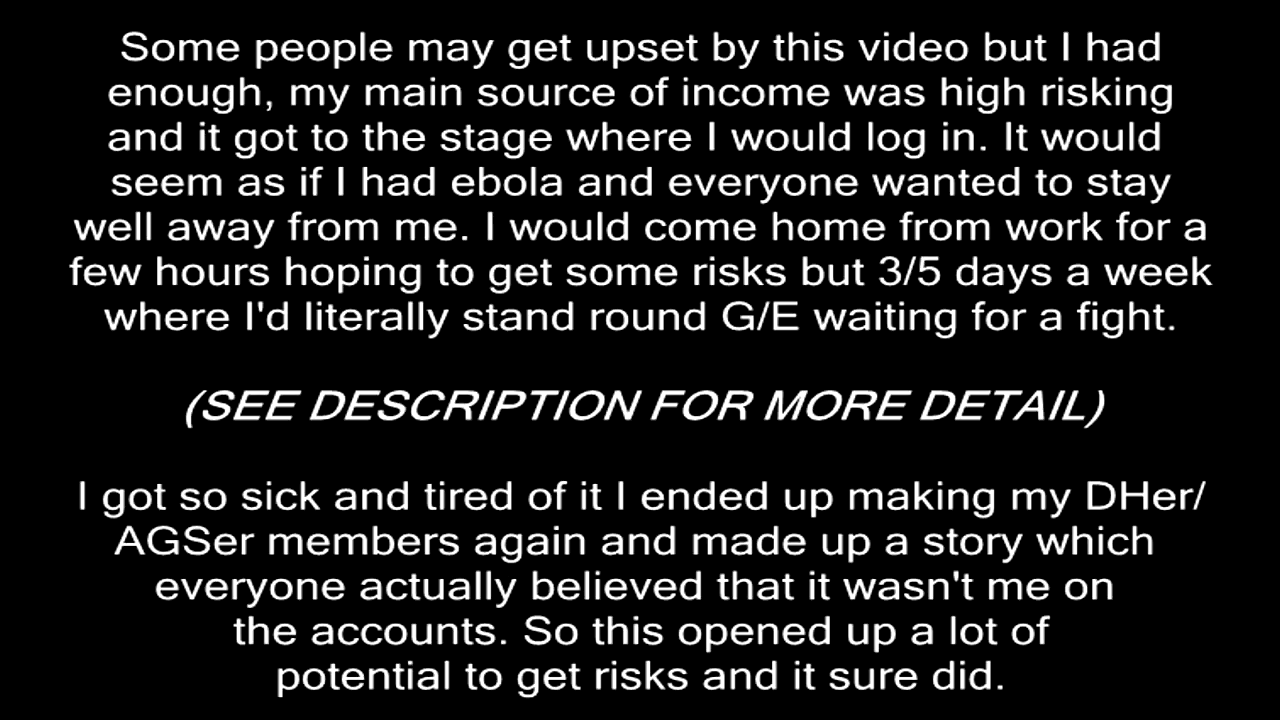 Some people may get upset by this video but I had
enough, my main source of income was high risking
and it got to the stage where I would log in. It would
seem as if I had ebola and everyone wanted to stay
well away from me. I would come home from work for a
few hours hoping to get some risks but 3/5 days a week
where I'd literally stand round G/E waiting for a fight.
(SEE DESCRIPTION FOR MORE DETAIL)
I got so sick and tired of it I ended up making my DHer/
AGSer members again and made up a story which
everyone actually believed that it wasn't me on
the accounts. So this opened up a lot of
potential to get risks and it sure did.